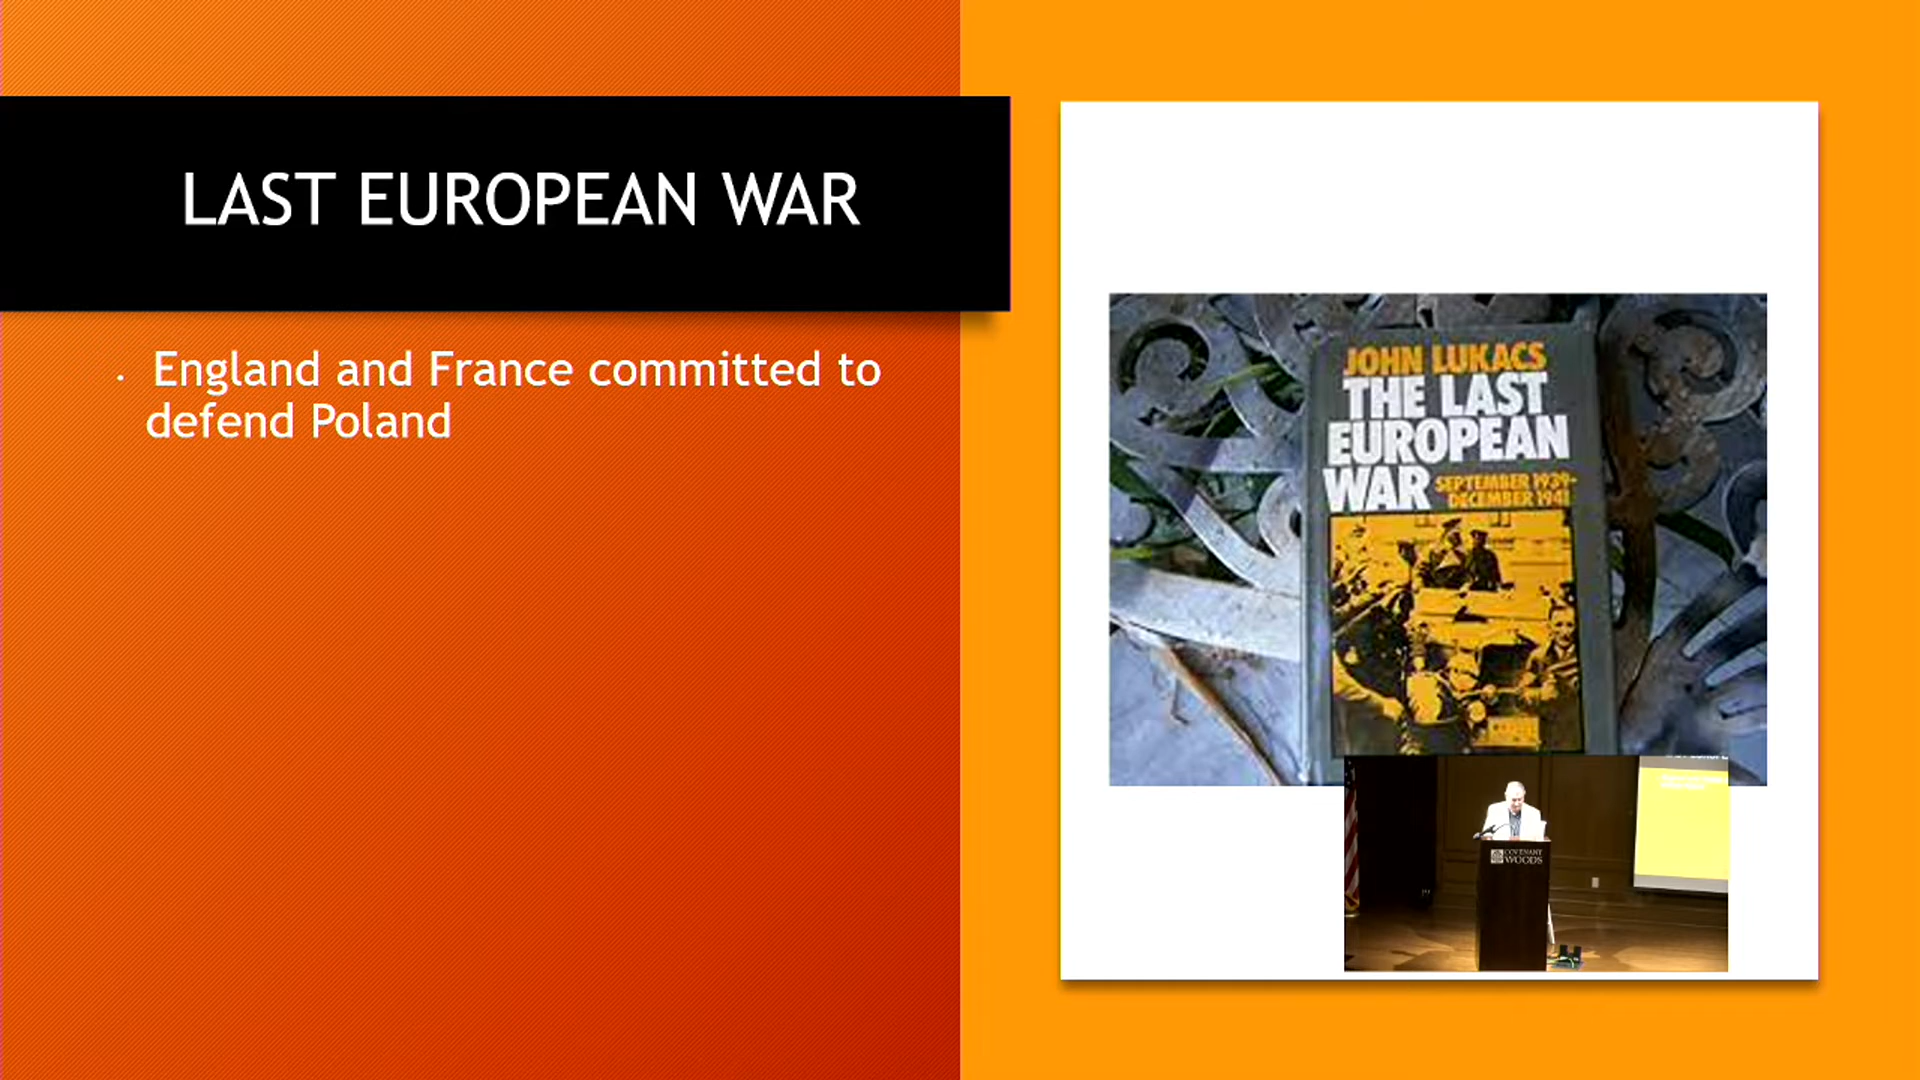 LAST EUROPEAN WAR
· England and France committed to
defend Poland
JOHN LUKACS
THE LAST
EUROPEAN
WAR SEPTEMBER 1939-
DECEMBER 1941
COVENANT
WOODS